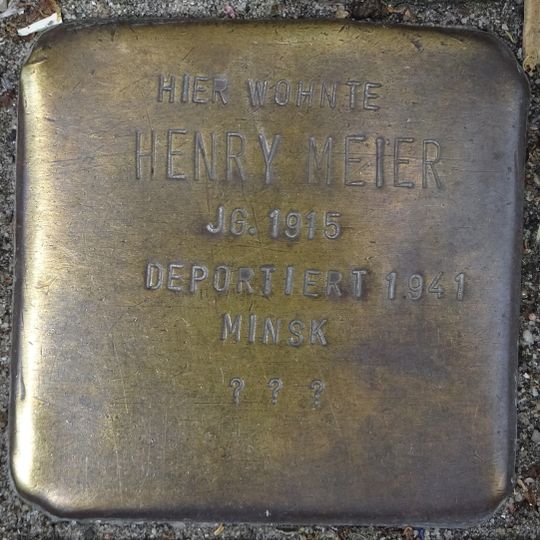 HIER WOHNTE
HENRY MEIER
JG. 1915
DEPORTIERT 1941
MINSK
? ? ?